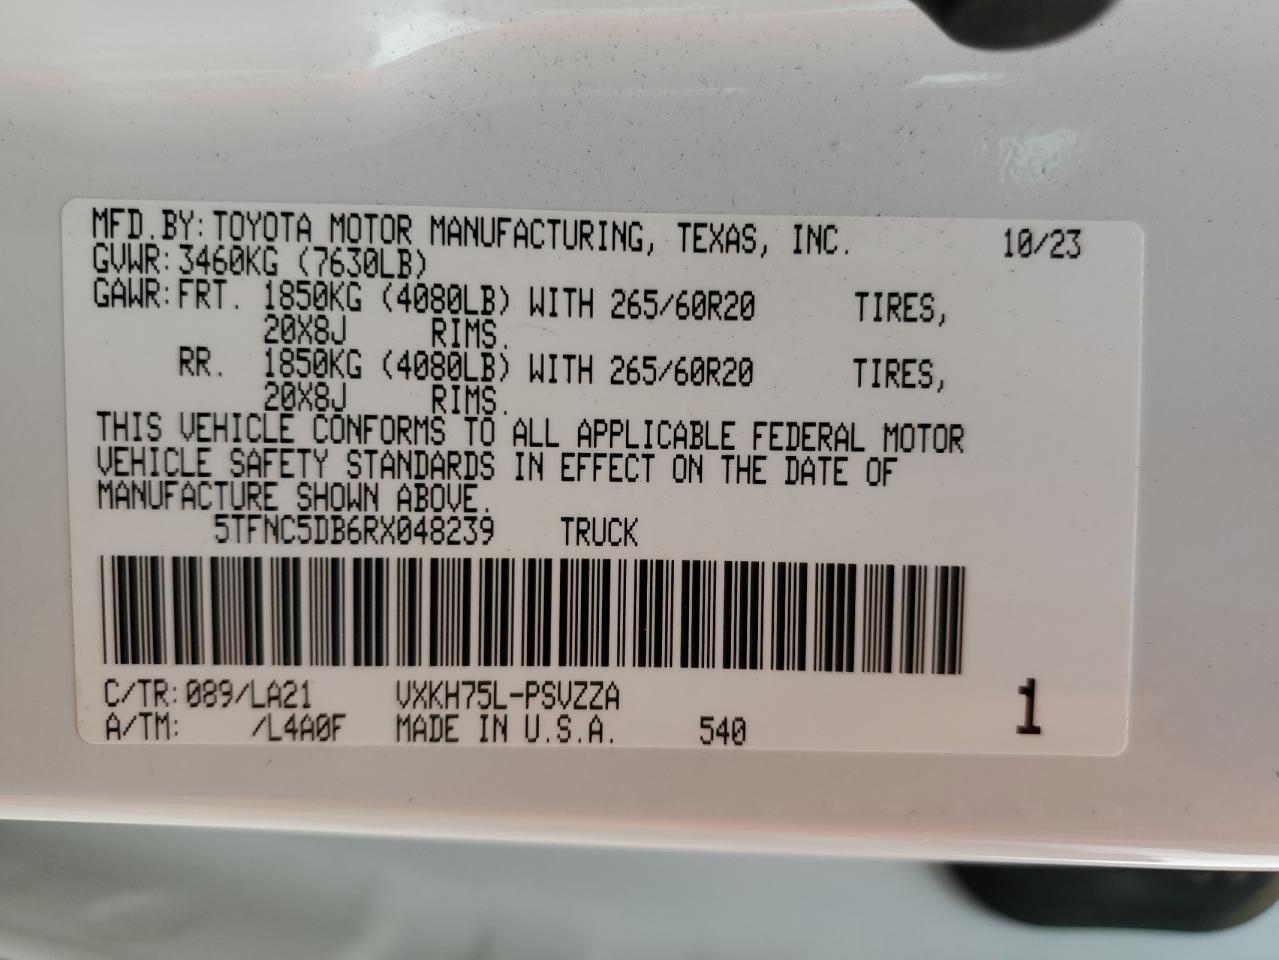 MFD.BY:TOYOTA MOTOR MANUFACTURING, TEXAS, INC. 10/23
GVWR:3460KG (7630LB)
GAWR:FRT. 1850KG (4080LB) WITH 265/60R20 TIRES,
20X8J RIMS.
RR. 1850KG (4080LB) WITH 265/60R20 TIRES,
20X8J RIMS.
THIS VEHICLE CONFORMS TO ALL APPLICABLE FEDERAL MOTOR
VEHICLE SAFETY STANDARDS IN EFFECT ON THE DATE OF
MANUFACTURE SHOWN ABOVE.
5TFNC5DB6RX048239 TRUCK
C/TR:089/LA21 VXKH75L-PSVZZA
A/TM: /L4A0F MADE IN U.S.A. 540 1